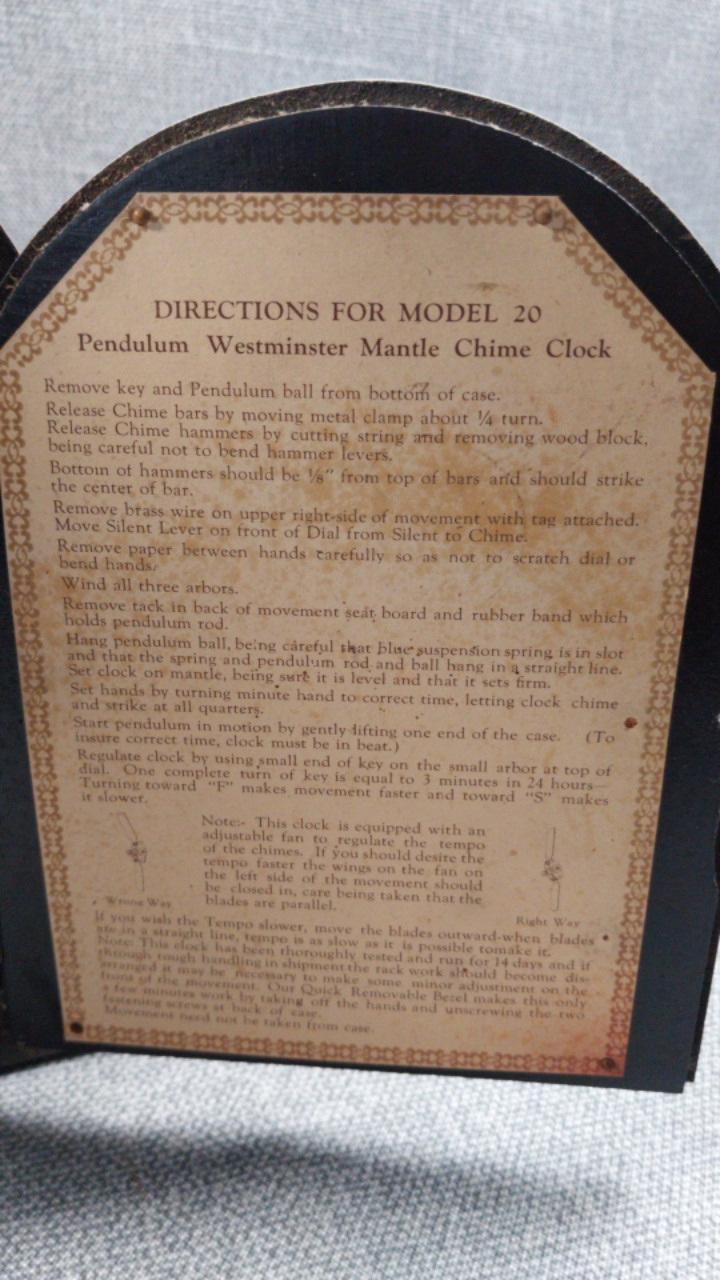 DIRECTIONS FOR MODEL 20
Pendulum Westminster Mantle Chime Clock
Remove key and Pendulum ball from bottom of case.
Release Chime bars by moving metal clamp about ¼ turn.
Release Chime hammers by cutting string and removing wood block,
being careful not to bend hammer levers.
Bottom of hammers should be ⅛" from top of bars and should strike
the center of bar.
Remove brass wire on upper right-side of movement with tag attached.
Move Silent Lever on front of Dial from Silent to Chime.
Remove paper between hands carefully so as not to scratch dial or
bend hands.
Wind all three arbors.
Remove tack in back of movement seat board and rubber band which
holds pendulum rod.
Hang pendulum ball, being careful that blue suspension spring is in slot
and that the spring and pendulum rod and ball hang in a straight line.
Set clock on mantle, being sure it is level and that it sets firm.
Set hands by turning minute hand to correct time, letting clock chime
and strike at all quarters.
Start pendulum in motion by gently lifting one end of the case. (To
insure correct time, clock must be in beat.)
Regulate clock by using small end of key on the small arbor at top of
dial. One complete turn of key is equal to 3 minutes in 24 hours—
Turning toward "F" makes movement faster and toward "S" makes
it slower.
Note:- This clock is equipped with an
adjustable fan to regulate the tempo
of the chimes. If you should desire the
tempo faster the wings on the fan on
the left side of the movement should
be closed in, care being taken that the
blades are parallel.
Wrong Way
Right Way
If you wish the Tempo slower, move the blades outward-when blades
are in a straight line, tempo is as slow as it is possible tomake it.
Note: This clock has been thoroughly tested and run for 14 days and if
through tough handling in shipment the rack work should become dis-
arranged it may be necessary to make some minor adjustment on the
front of the movement. Our Quick Removable Bezel makes this only
a few minutes work by taking off the hands and unscrewing the two
fastening screws at back of case.
Movement need not be taken from case.